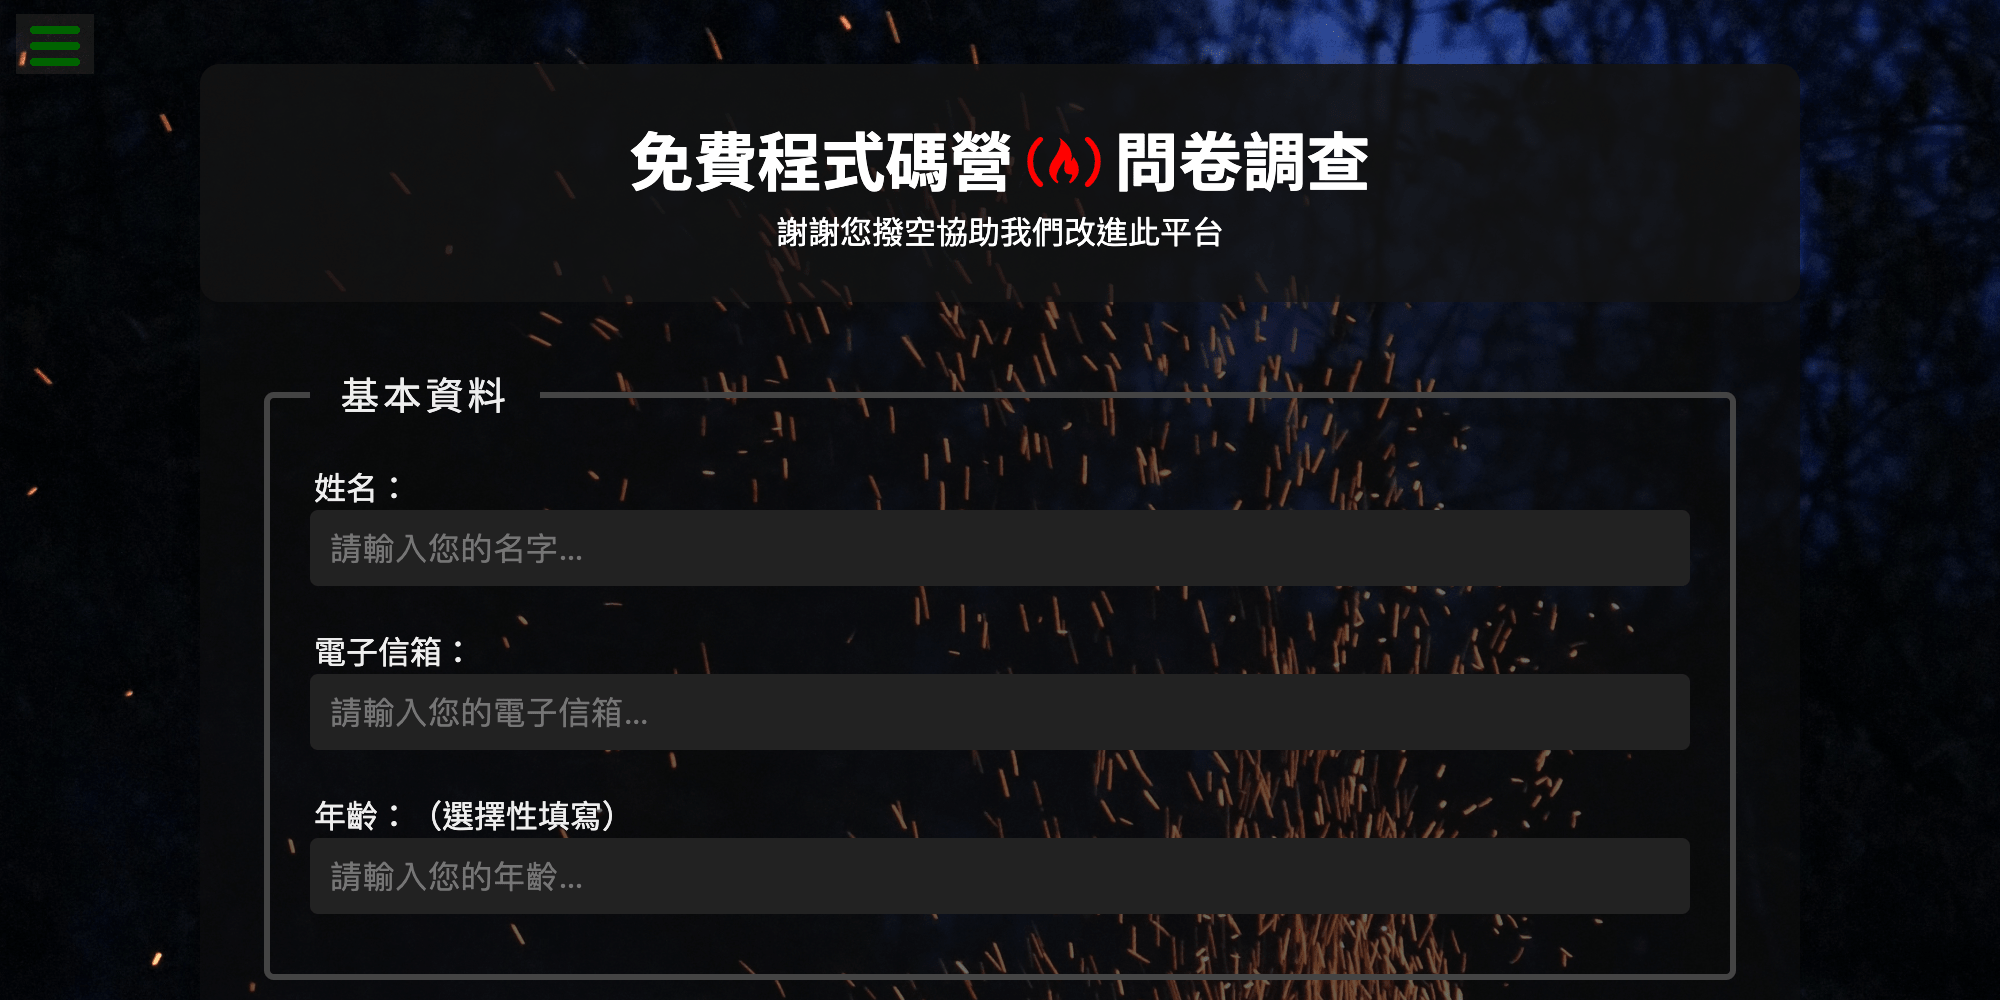 免費程式碼營 問卷調查
謝謝您撥空協助我們改進此平台
基本資料
姓名：
請輸入您的名字...
電子信箱：
請輸入您的電子信箱...
年齡：（選擇性填寫）
請輸入您的年齡...